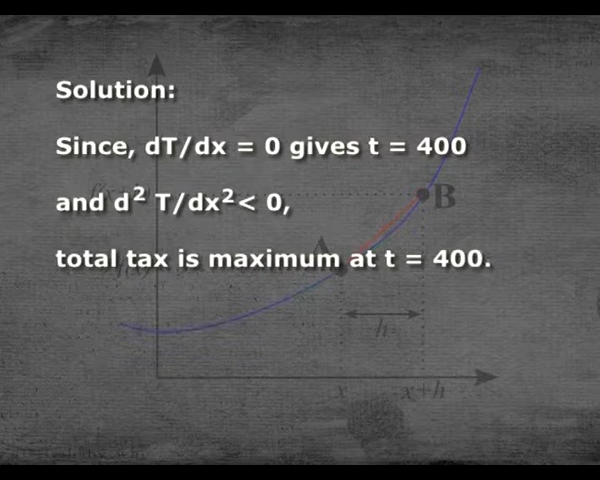 Solution:
Since, dT/dx = 0 gives t = 400
and d² T/dx²< 0,
B
total tax is maximum at t = 400.
A
h
x
x+h